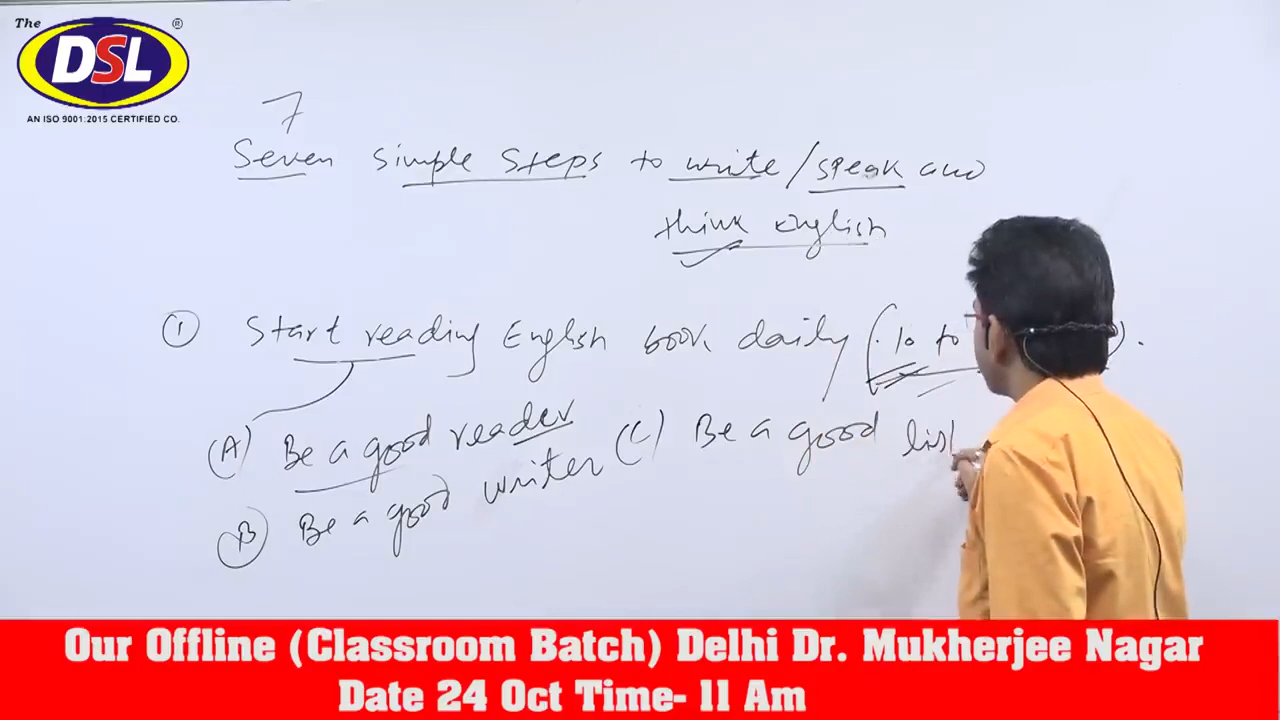 The
DSL
®
AN ISO 9001:2015 CERTIFIED CO.
7
Seven simple steps to write / speak and
think English
① Start reading English book daily (10 to ).
(A) Be a good reader (C) Be a good list
(B) Be a good writer
Our Offline (Classroom Batch) Delhi Dr. Mukherjee Nagar
Date 24 Oct Time- 11 Am